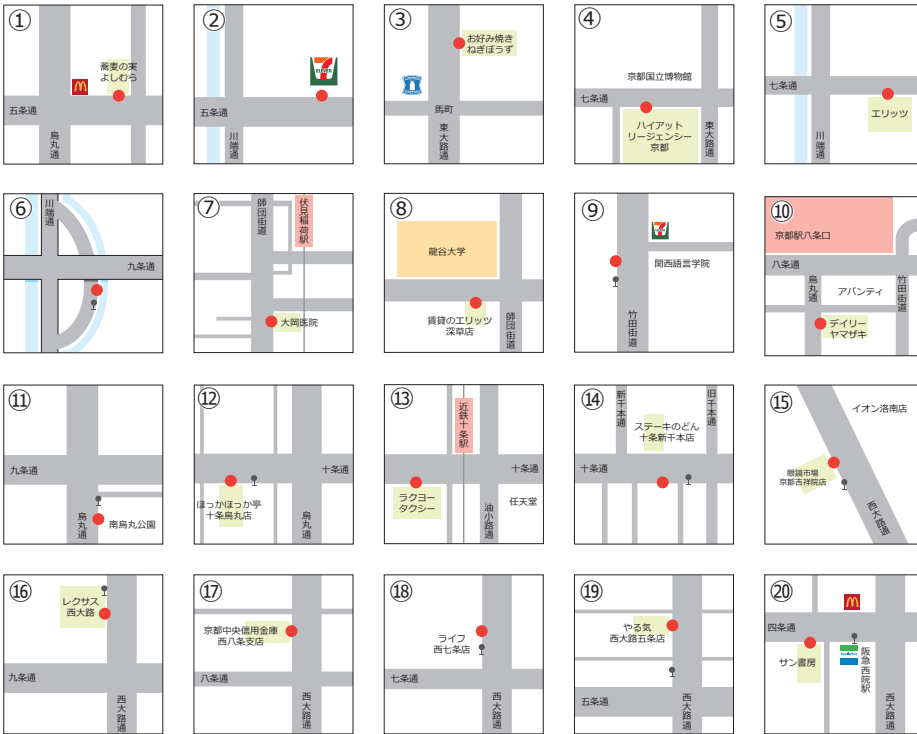 ①
蕎麦の実
よしむら
五条通
烏丸通
②
ELEVEN
五条通
川端通
③
お好み焼き
ねぎぼうず
馬町
東大路通
④
京都国立博物館
七条通
ハイアット
リージェンシー
京都
東大路通
⑤
七条通
エリッツ
川端通
⑥
川端通
九条通
⑦
師団街道
伏見稲荷駅
大岡医院
⑧
龍谷大学
賃貸のエリッツ
深草店
師団街道
⑨
関西語言学院
竹田街道
⑩
京都駅八条口
八条通
烏丸通
アバンティ
竹田街道
デイリー
ヤマザキ
⑪
九条通
烏丸通
南烏丸公園
⑫
十条通
ほっかほっか亭
十条烏丸店
烏丸通
⑬
近鉄十条駅
十条通
ラクヨー
タクシー
油小路通
任天堂
⑭
新千本通
旧千本通
ステーキのどん
十条新千本店
十条通
⑮
イオン洛南店
眼鏡市場
京都吉祥院店
西大路通
⑯
レクサス
西大路
九条通
西大路通
⑰
京都中央信用金庫
西八条支店
八条通
西大路通
⑱
ライフ
西七条店
七条通
西大路通
⑲
やる気
西大路五条店
五条通
西大路通
⑳
四条通
サン書房
FamilyMart
阪急西院駅
西大路通